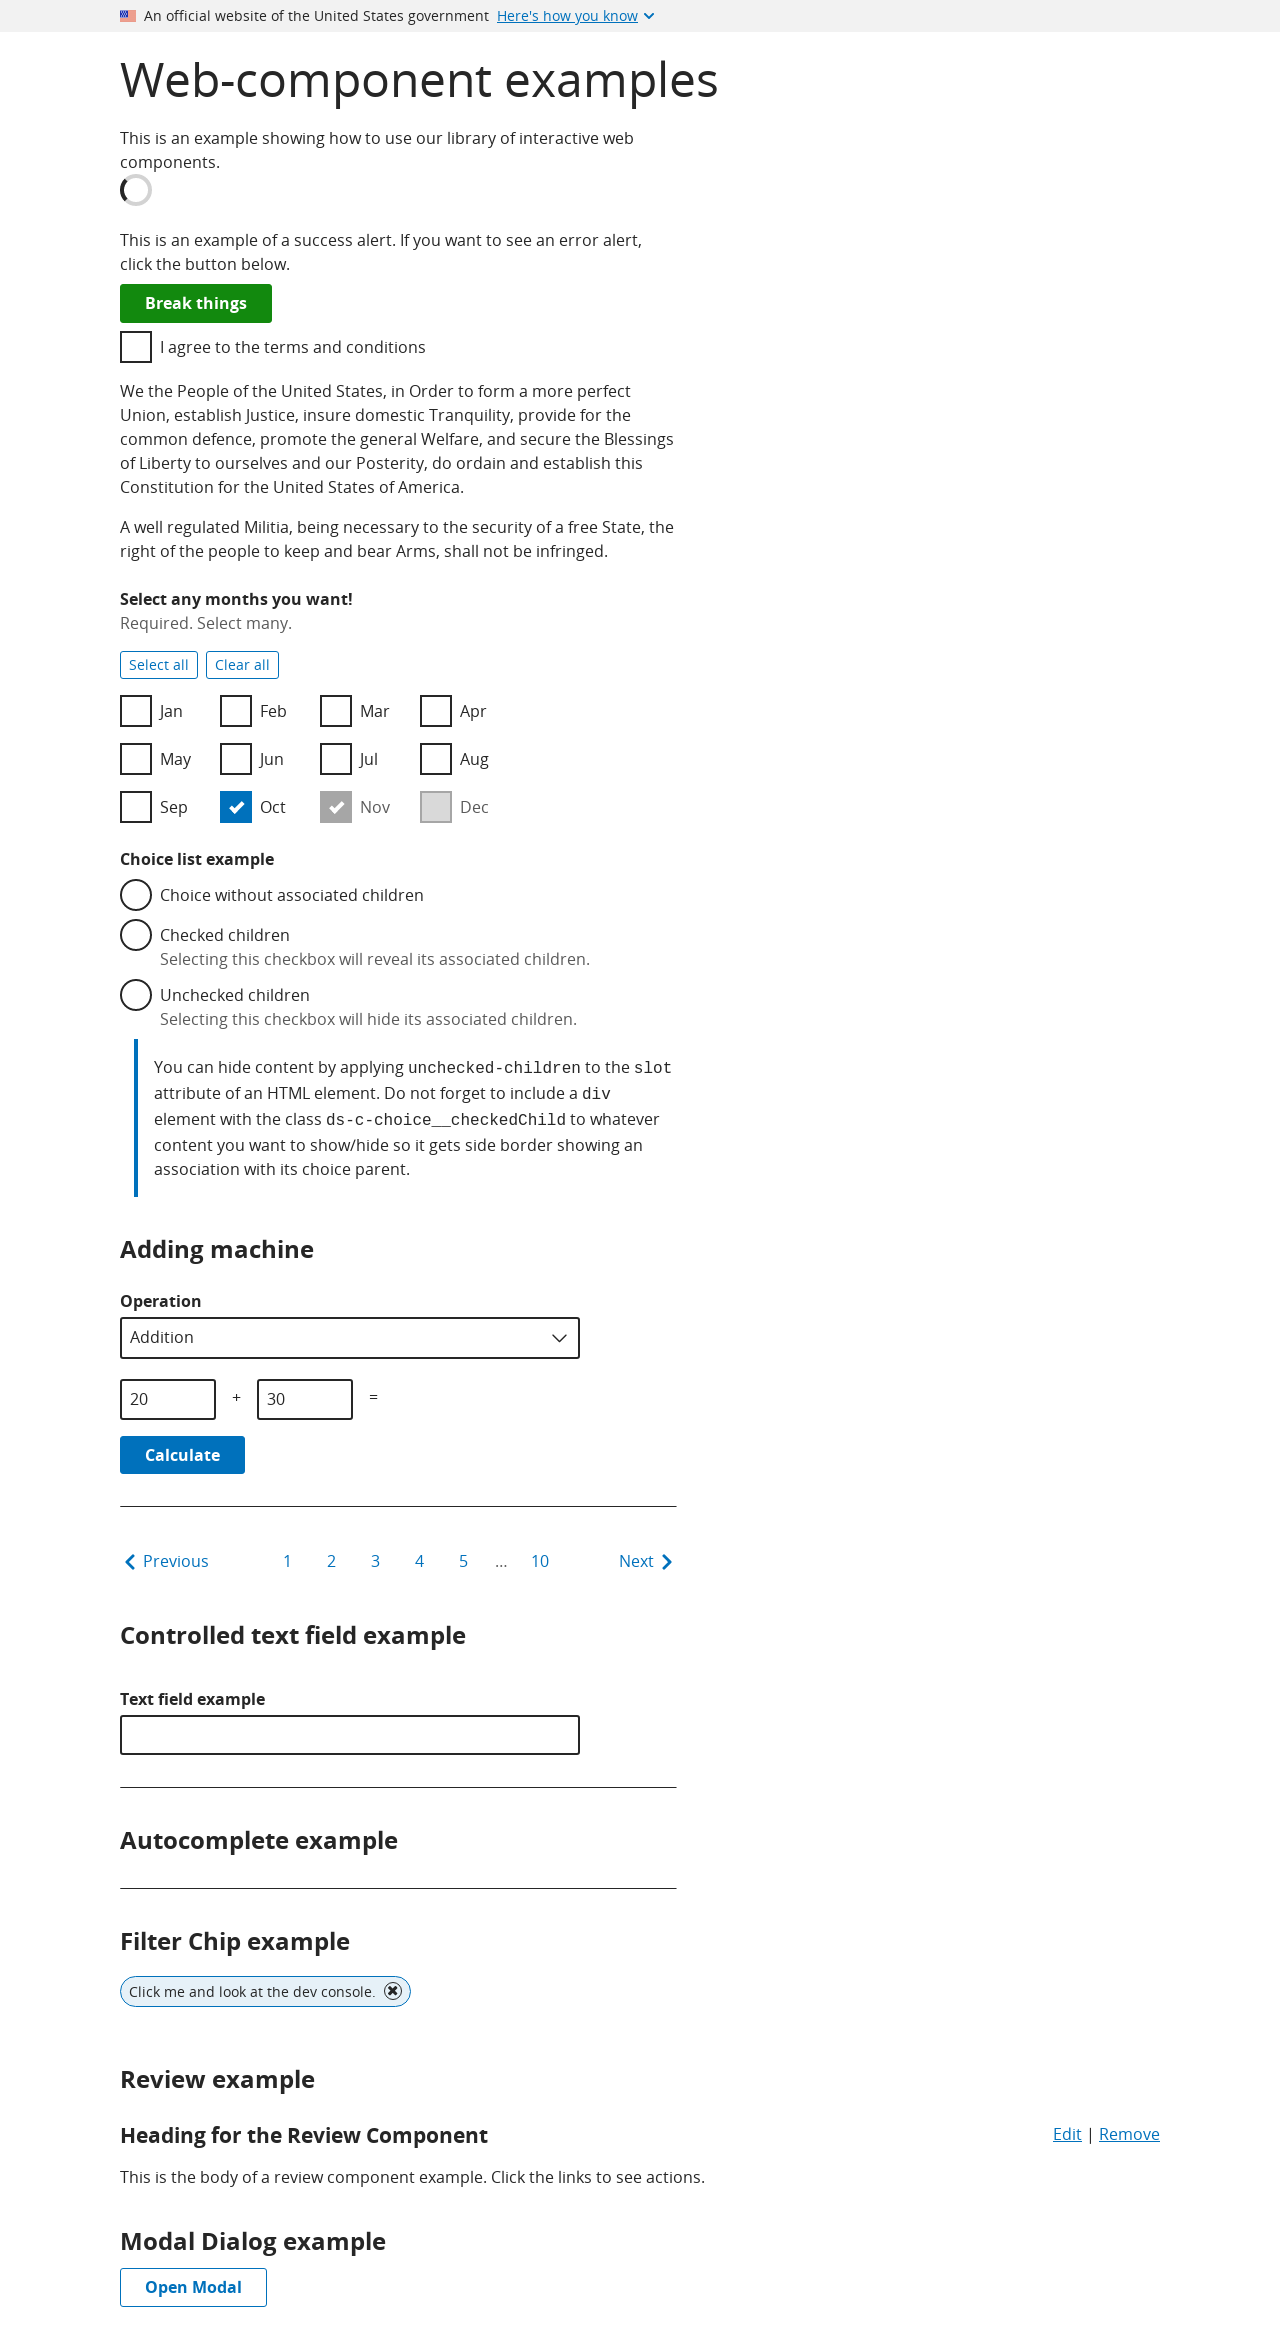 An official website of the United States government Here's how you know
Web-component examples
This is an example showing how to use our library of interactive web
components.
This is an example of a success alert. If you want to see an error alert,
click the button below.
Break things
I agree to the terms and conditions
We the People of the United States, in Order to form a more perfect
Union, establish Justice, insure domestic Tranquility, provide for the
common defence, promote the general Welfare, and secure the Blessings
of Liberty to ourselves and our Posterity, do ordain and establish this
Constitution for the United States of America.
A well regulated Militia, being necessary to the security of a free State, the
right of the people to keep and bear Arms, shall not be infringed.
Select any months you want!
Required. Select many.
Select all Clear all
Jan Feb Mar Apr
May Jun Jul Aug
Sep Oct Nov Dec
Choice list example
Choice without associated children
Checked children
Selecting this checkbox will reveal its associated children.
Unchecked children
Selecting this checkbox will hide its associated children.
You can hide content by applying unchecked-children to the slot
attribute of an HTML element. Do not forget to include a div
element with the class ds-c-choice__checkedChild to whatever
content you want to show/hide so it gets side border showing an
association with its choice parent.
Adding machine
Operation
Addition
20 + 30 =
Calculate
Previous 1 2 3 4 5 … 10 Next
Controlled text field example
Text field example
Autocomplete example
Filter Chip example
Click me and look at the dev console.
Review example
Heading for the Review Component Edit | Remove
This is the body of a review component example. Click the links to see actions.
Modal Dialog example
Open Modal